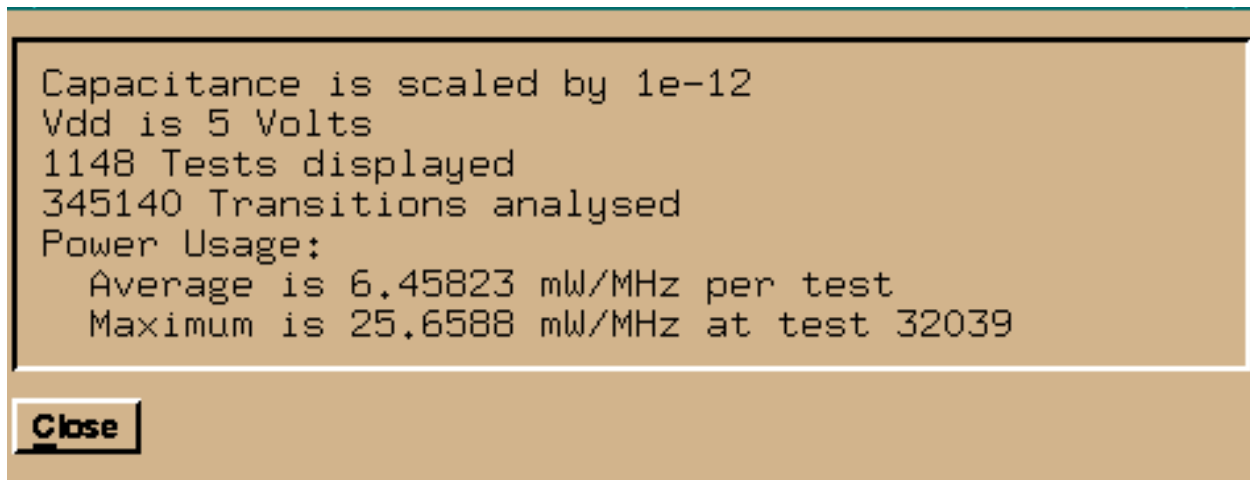 Capacitance is scaled by 1e-12
Vdd is 5 Volts
1148 Tests displayed
345140 Transitions analysed
Power Usage:
Average is 6.45823 mW/MHz per test
Maximum is 25.6588 mW/MHz at test 32039
Close